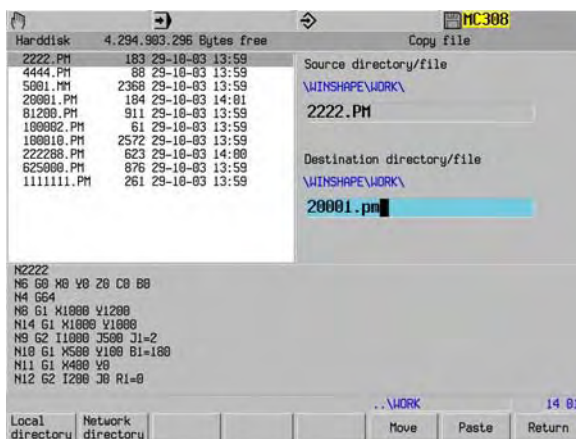 MC308
Harddisk 4.294.903.296 Bytes free
Copy file
2222.PM 183 29-10-03 13:59
4444.PM 88 29-10-03 13:59
5001.MM 2368 29-10-03 13:59
20001.PM 184 29-10-03 14:01
81200.PM 911 29-10-03 13:59
100002.PM 61 29-10-03 13:59
100010.PM 2572 29-10-03 13:59
222288.PM 623 29-10-03 14:00
625000.PM 876 29-10-03 13:59
1111111.PM 261 29-10-03 13:59
Source directory/file
\WINSHAPE\WORK\
2222.PM
Destination directory/file
\WINSHAPE\WORK\
20001.pm
N2222
N6 G0 X0 Y0 Z0 C0 B0
N4 G64
N8 G1 X1000 Y1200
N14 G1 X1000 Y1000
N9 G2 I1000 J500 J1=2
N10 G1 X500 Y100 B1=180
N11 G1 X400 Y0
N12 G2 I200 J0 R1=0
..\WORK
14 01
Local directory
Network directory
Move
Paste
Return